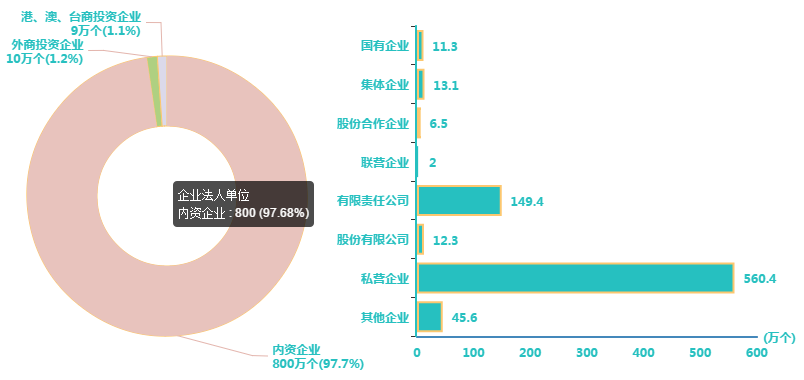 港、澳、台商投资企业
9万个(1.1%)
外商投资企业
10万个(1.2%)
企业法人单位
内资企业 : 800 (97.68%)
内资企业
800万个(97.7%)
国有企业 11.3
集体企业 13.1
股份合作企业 6.5
联营企业 2
有限责任公司 149.4
股份有限公司 12.3
私营企业 560.4
其他企业 45.6
(万个)
0 100 200 300 400 500 600